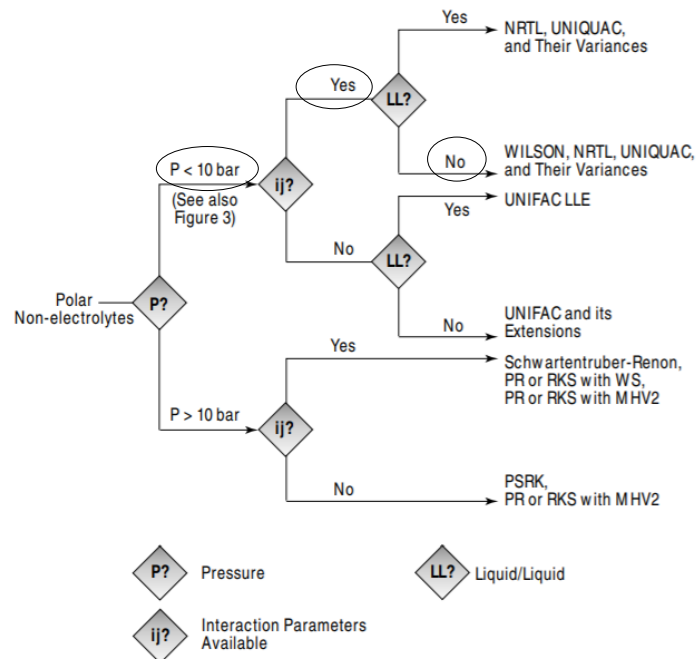 Yes
NRTL, UNIQUAC,
and Their Variances
Yes
LL?
No
WILSON, NRTL, UNIQUAC,
and Their Variances
P < 10 bar
(See also
Figure 3)
ij?
Yes
UNIFAC LLE
No
LL?
Polar
Non-electrolytes
P?
No
UNIFAC and its
Extensions
Yes
Schwartentruber-Renon,
PR or RKS with WS,
PR or RKS with MHV2
P > 10 bar
ij?
No
PSRK,
PR or RKS with MHV2
P?
Pressure
LL?
Liquid/Liquid
ij?
Interaction Parameters
Available